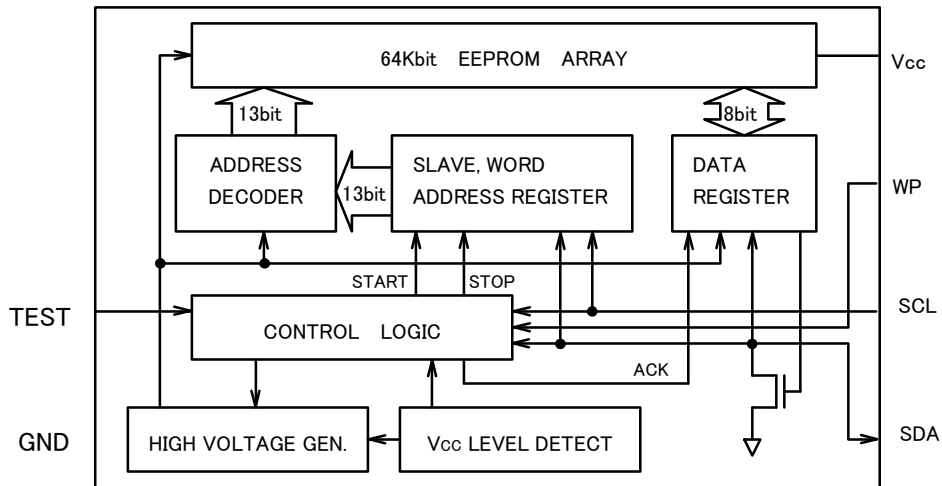 64Kbit EEPROM ARRAY
Vcc
13bit
8bit
ADDRESS
DECODER
13bit
SLAVE, WORD
ADDRESS REGISTER
DATA
REGISTER
WP
START
STOP
TEST
CONTROL LOGIC
SCL
ACK
GND
HIGH VOLTAGE GEN.
Vcc LEVEL DETECT
SDA